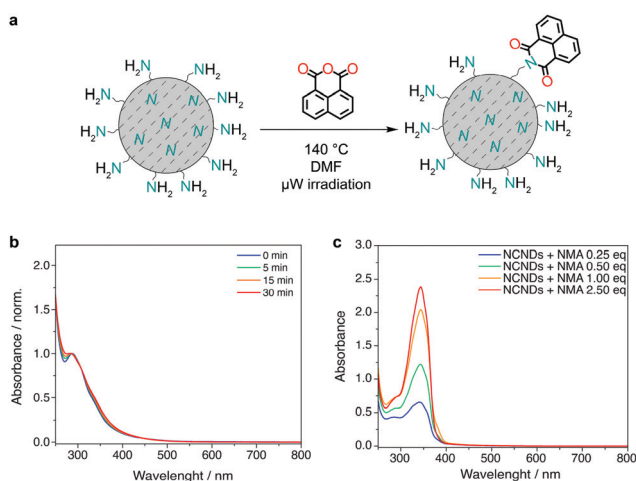 a
H₂N NH₂
H₂N N N NH₂
H₂N N NH₂
N N
H₂N NH₂
H₂N NH₂ NH₂
O O O
140 °C
DMF
µW irradiation
O
N
O
H₂N
H₂N N N NH₂
H₂N N NH₂
N N
H₂N NH₂
H₂N NH₂ NH₂
b
Absorbance / norm.
2.0
1.5
1.0
0.5
0.0
0 min
5 min
15 min
30 min
300 400 500 600 700 800
Wavelenght / nm
c
Absorbance
3.0
2.5
2.0
1.5
1.0
0.5
0.0
NCNDs + NMA 0.25 eq
NCNDs + NMA 0.50 eq
NCNDs + NMA 1.00 eq
NCNDs + NMA 2.50 eq
300 400 500 600 700 800
Wavelenght / nm